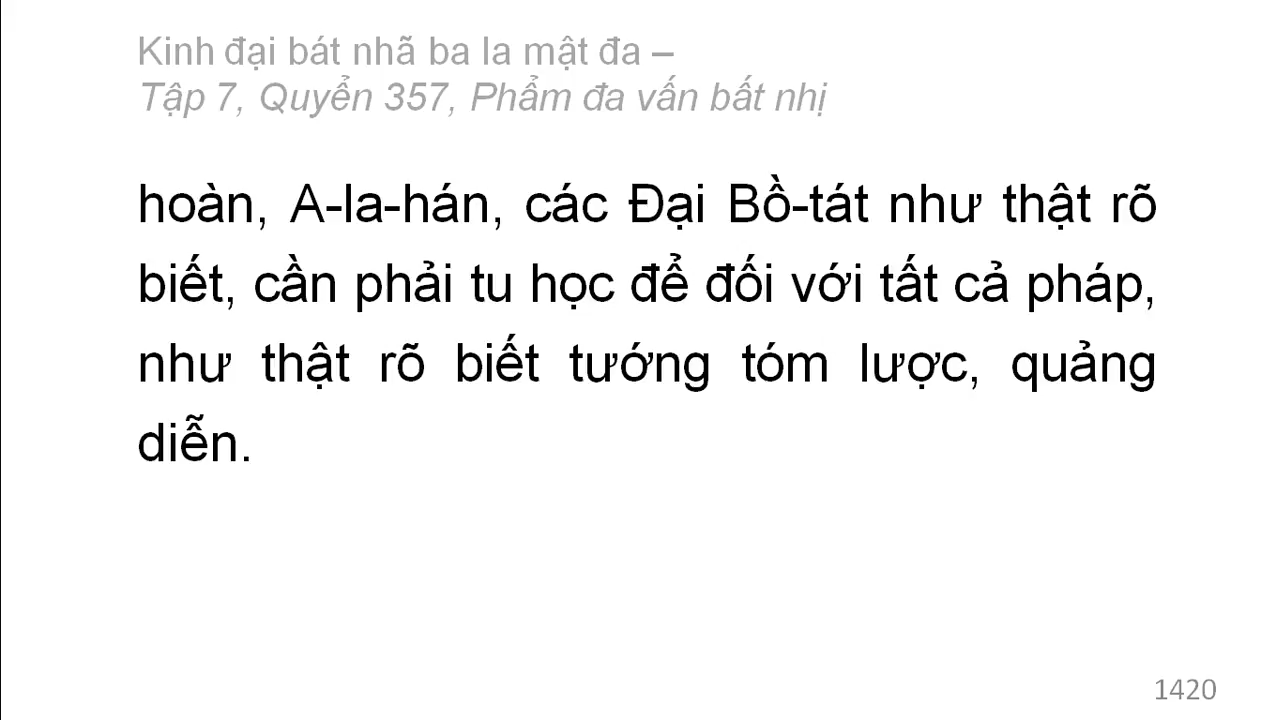 Kinh đại bát nhã ba la mật đa –
Tập 7, Quyển 357, Phẩm đa vấn bất nhị
hoàn, A-la-hán, các Đại Bồ-tát như thật rõ
biết, cần phải tu học để đối với tất cả pháp,
như thật rõ biết tướng tóm lược, quảng
diễn.
1420